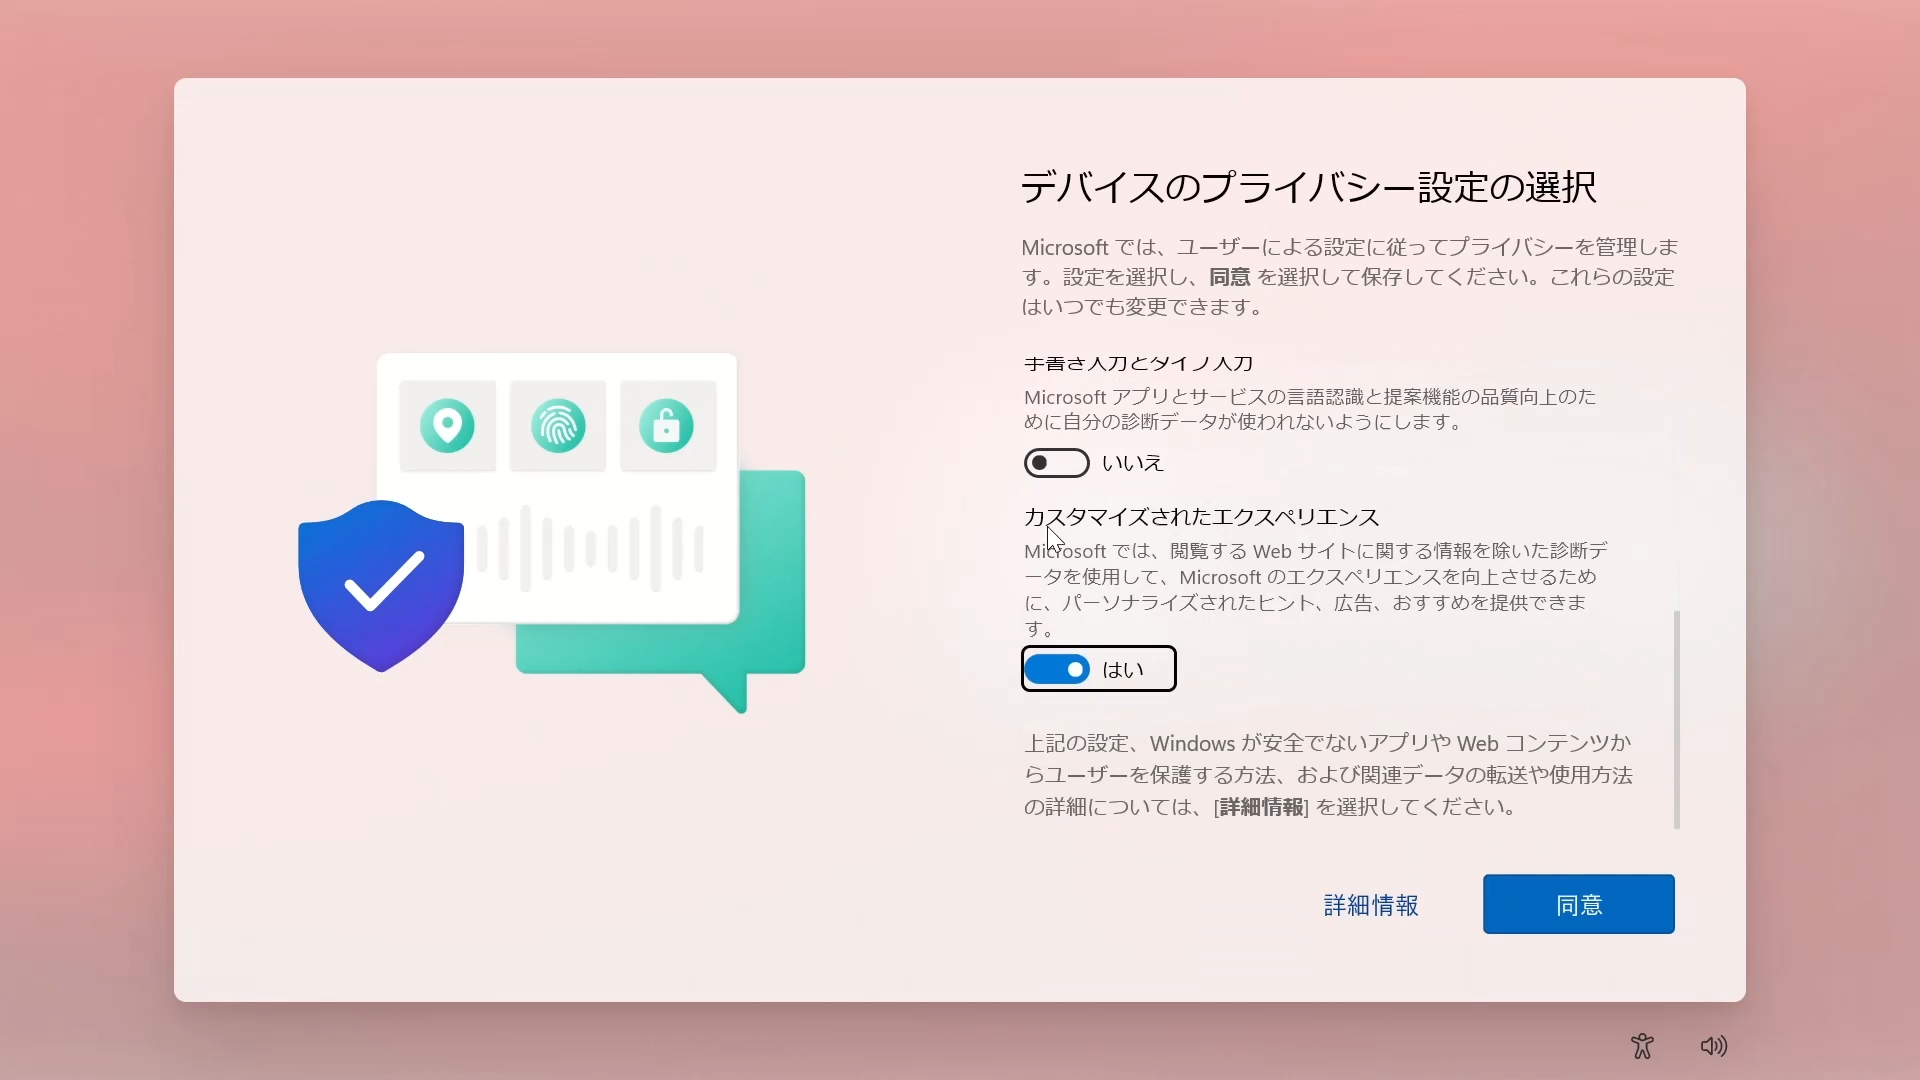 デバイスのプライバシー設定の選択
Microsoft では、ユーザーによる設定に従ってプライバシーを管理しま
す。設定を選択し、同意 を選択して保存してください。これらの設定
はいつでも変更できます。
手書き入力とタイプ入力
Microsoft アプリとサービスの言語認識と提案機能の品質向上のた
めに自分の診断データが使われないようにします。
いいえ
カスタマイズされたエクスペリエンス
Microsoft では、閲覧する Web サイトに関する情報を除いた診断デ
ータを使用して、Microsoft のエクスペリエンスを向上させるため
に、パーソナライズされたヒント、広告、おすすめを提供できま
す。
はい
上記の設定、Windows が安全でないアプリや Web コンテンツか
らユーザーを保護する方法、および関連データの転送や使用方法
の詳細については、[詳細情報] を選択してください。
詳細情報
同意